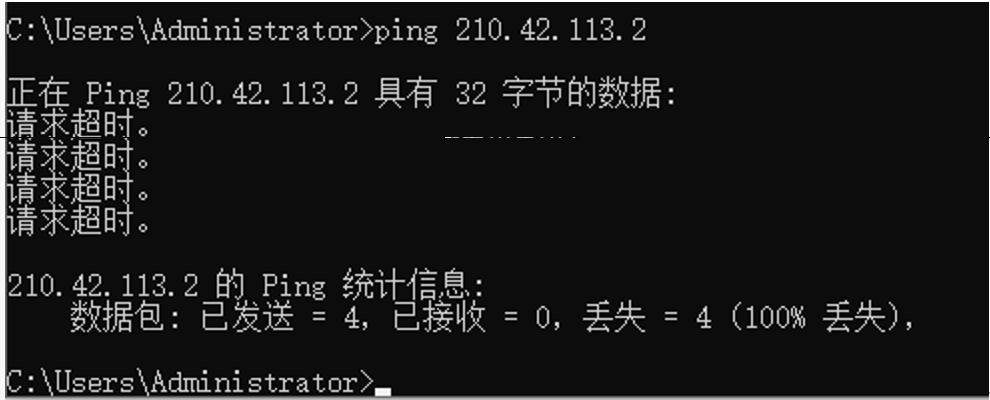 C:\Users\Administrator>ping 210.42.113.2
正在 Ping 210.42.113.2 具有 32 字节的数据:
请求超时。
请求超时。
请求超时。
请求超时。
210.42.113.2 的 Ping 统计信息:
数据包: 已发送 = 4, 已接收 = 0, 丢失 = 4 (100% 丢失),
C:\Users\Administrator>